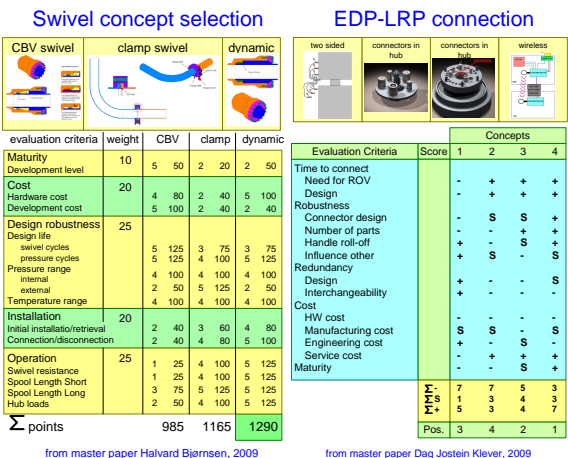 Swivel concept selection
CBV swivel clamp swivel dynamic
evaluation criteria weight CBV clamp dynamic
Maturity 10
Development level 5 50 2 20 2 50
Cost 20
Hardware cost 4 80 2 40 5 100
Development cost 5 100 2 40 2 40
Design robustness 25
Design life
swivel cycles 5 125 3 75 3 75
pressure cycles 5 125 4 100 5 125
Pressure range
internal 4 100 4 100 4 100
external 2 50 5 125 2 50
Temperature range 4 100 4 100 4 100
Installation 20
Initial installatio/retrieval 2 40 3 60 4 80
Connection/disconnection 2 40 4 80 5 100
Operation 25
Swivel resistance 1 25 4 100 5 125
Spool Length Short 1 25 4 100 5 125
Spool Length Long 3 75 5 125 5 125
Hub loads 2 50 4 100 5 125
Σ points 985 1165 1290
from master paper Halvard Bjørnsen, 2009
EDP-LRP connection
two sided connectors in hub connectors in hub wireless
Concepts
Evaluation Criteria Score 1 2 3 4
Time to connect
Need for ROV - + + +
Design - + + +
Robustness
Connector design - S S +
Number of parts - - + +
Handle roll-off + - S +
Influence other + S - S
Redundancy
Design + - - S
Interchangeability + - - -
Cost
HW cost - - - -
Manufacturing cost S S - S
Engineering cost + - S -
Service cost - + + +
Maturity - - S +
Σ- 7 7 5 3
ΣS 1 3 4 3
Σ+ 5 3 4 7
Pos. 3 4 2 1
from master paper Dag Jostein Klever, 2009